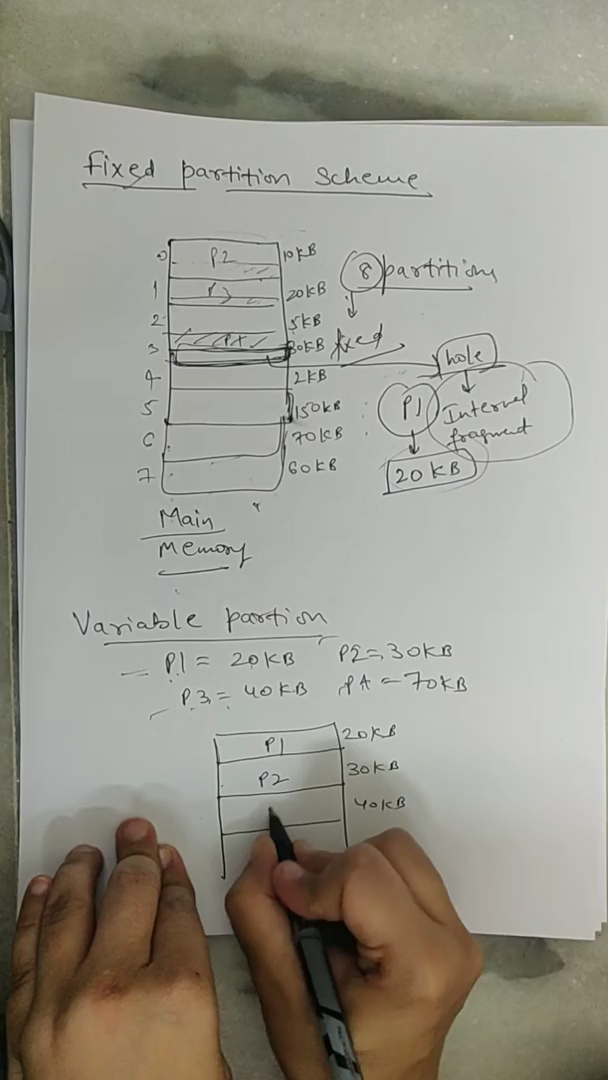 Fixed partition Scheme
0 P2 10KB
8 partitions
1 P3 20KB
2 5KB
3 P4 30KB fixed
hole
4 2KB
5 150KB
P1 Internal
fragment
6 70KB
7 60KB
20KB
Main
Memory
Variable partion
P1 = 20KB P2 = 30KB
P3 = 40KB P4 = 70KB
P1 20KB
P2 30KB
40KB